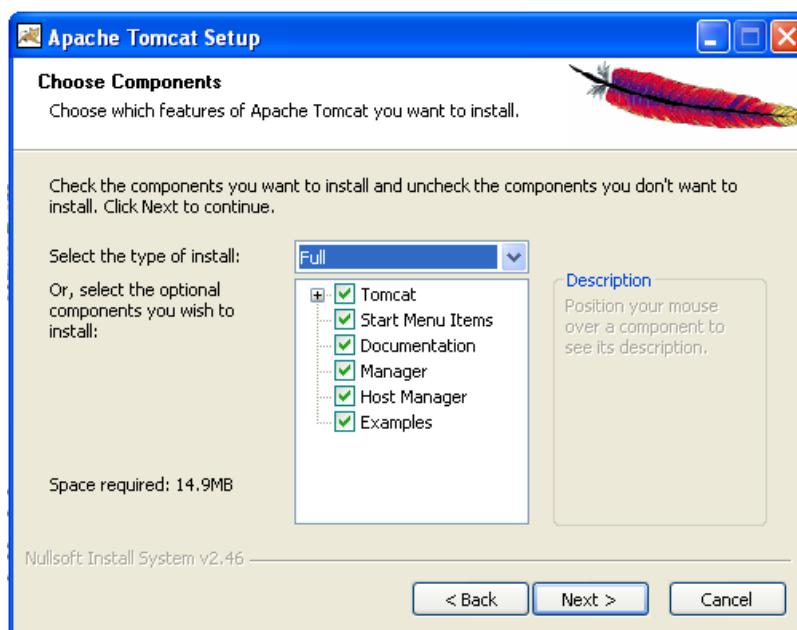 Apache Tomcat Setup
Choose Components
Choose which features of Apache Tomcat you want to install.
Check the components you want to install and uncheck the components you don't want to
install. Click Next to continue.
Select the type of install:
Full
Or, select the optional
components you wish to
install:
Tomcat
Start Menu Items
Documentation
Manager
Host Manager
Examples
Description
Position your mouse
over a component to
see its description.
Space required: 14.9MB
Nullsoft Install System v2.46
< Back
Next >
Cancel